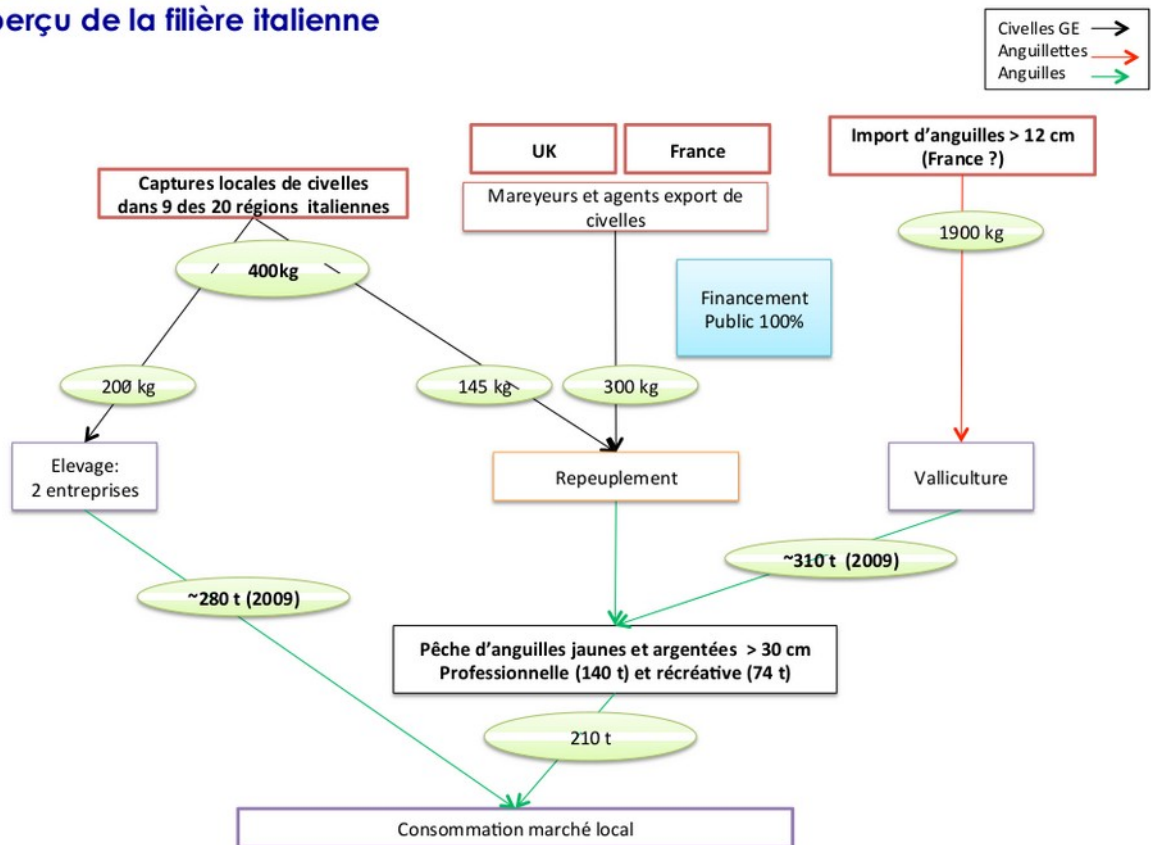 perçu de la filière italienne
Civelles GE
Anguillettes
Anguilles
UK
France
Import d'anguilles > 12 cm
(France ?)
Captures locales de civelles
dans 9 des 20 régions italiennes
Mareyeurs et agents export de
civelles
1900 kg
400kg
Financement
Public 100%
200 kg
145 kg
300 kg
Elevage:
2 entreprises
Repeuplement
Valliculture
~310 t (2009)
~280 t (2009)
Pêche d'anguilles jaunes et argentées > 30 cm
Professionnelle (140 t) et récréative (74 t)
210 t
Consommation marché local